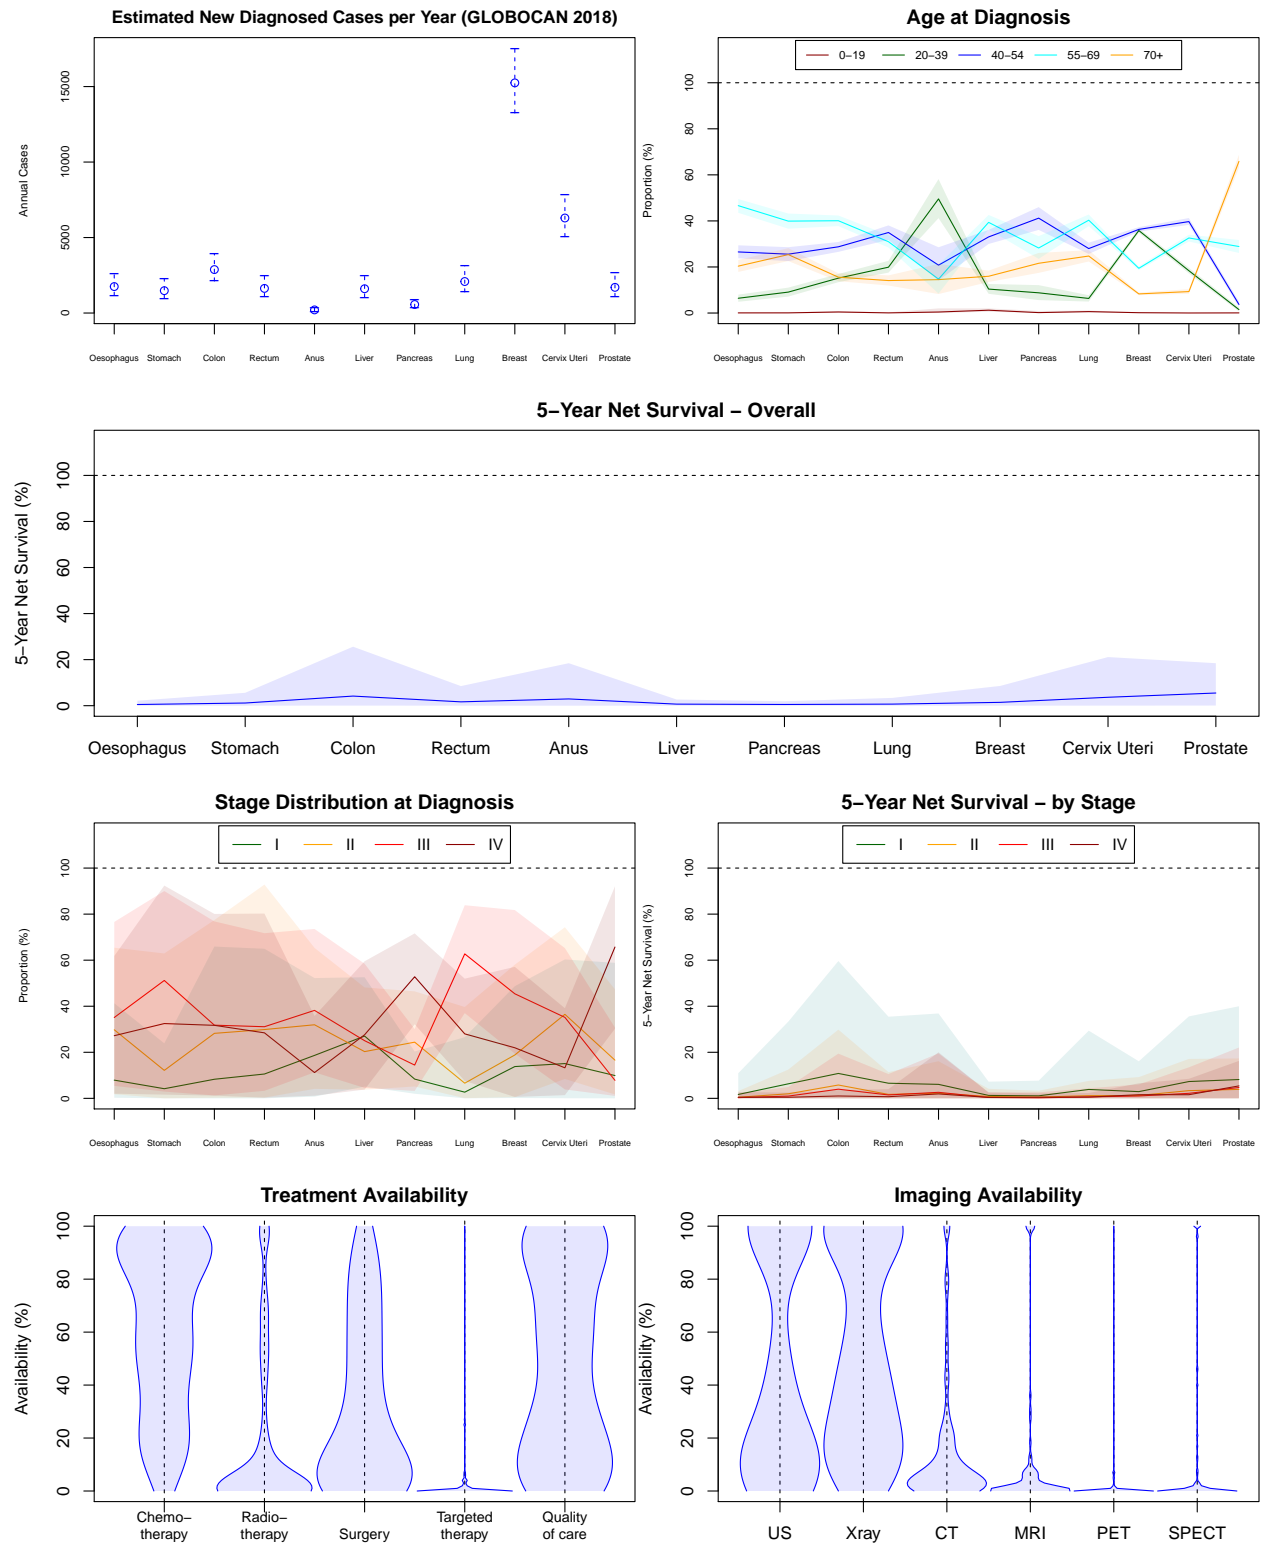 Estimated New Diagnosed Cases per Year (GLOBOCAN 2018)
Annual Cases
15000
10000
5000
0
Oesophagus Stomach Colon Rectum Anus Liver Pancreas Lung Breast Cervix Uteri Prostate
Age at Diagnosis
0−19 20−39 40−54 55−69 70+
Proportion (%)
100
80
60
40
20
0
Oesophagus Stomach Colon Rectum Anus Liver Pancreas Lung Breast Cervix Uteri Prostate
5−Year Net Survival − Overall
5−Year Net Survival (%)
100
80
60
40
20
0
Oesophagus Stomach Colon Rectum Anus Liver Pancreas Lung Breast Cervix Uteri Prostate
Stage Distribution at Diagnosis
I II III IV
Proportion (%)
100
80
60
40
20
0
Oesophagus Stomach Colon Rectum Anus Liver Pancreas Lung Breast Cervix Uteri Prostate
5−Year Net Survival − by Stage
I II III IV
5−Year Net Survival (%)
100
80
60
40
20
0
Oesophagus Stomach Colon Rectum Anus Liver Pancreas Lung Breast Cervix Uteri Prostate
Treatment Availability
Availability (%)
100
80
60
40
20
0
Chemo− Radio− Targeted Quality
therapy therapy Surgery therapy of care
Imaging Availability
Availability (%)
100
80
60
40
20
0
US Xray CT MRI PET SPECT